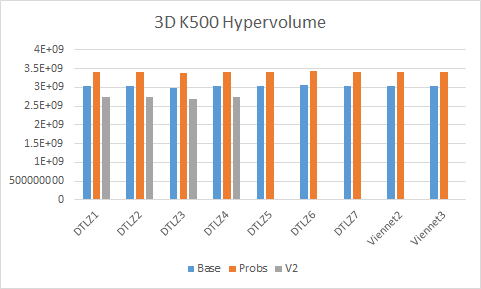 3D K500 Hypervolume
4E+09
3.5E+09
3E+09
2.5E+09
2E+09
1.5E+09
1E+09
500000000
0
DTLZ1
DTLZ2
DTLZ3
DTLZ4
DTLZ5
DTLZ6
DTLZ7
Viennet2
Viennet3
Base Probs V2